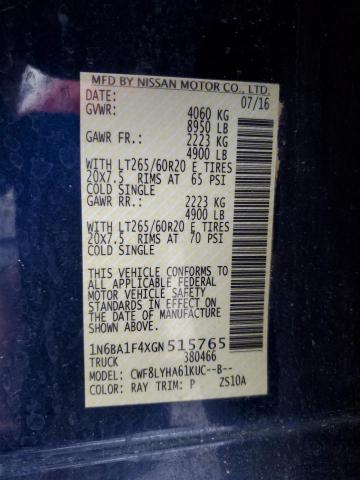 MFD BY NISSAN MOTOR CO., LTD.
DATE: 07/16
GVWR: 4060 KG
8950 LB
GAWR FR.: 2223 KG
4900 LB
WITH LT265/60R20 E TIRES
20X7.5 RIMS AT 65 PSI
COLD SINGLE
GAWR RR.: 2223 KG
4900 LB
WITH LT265/60R20 E TIRES
20X7.5 RIMS AT 70 PSI
COLD SINGLE
THIS VEHICLE CONFORMS TO
ALL APPLICABLE FEDERAL
MOTOR VEHICLE SAFETY
STANDARDS IN EFFECT ON
THE DATE OF MANUFACTURE
SHOWN ABOVE
1N6BA1F4XGN515765
TRUCK 380466
MODEL: CWF8LYHA61KUC--B--
COLOR: RAY TRIM: P ZS10A